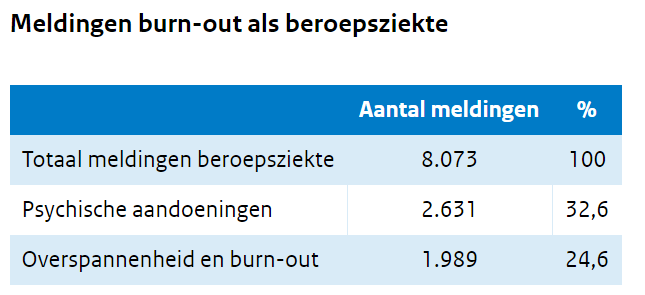 Meldingen burn-out als beroepsziekte
Aantal meldingen %
Totaal meldingen beroepsziekte 8.073 100
Psychische aandoeningen 2.631 32,6
Overspannenheid en burn-out 1.989 24,6